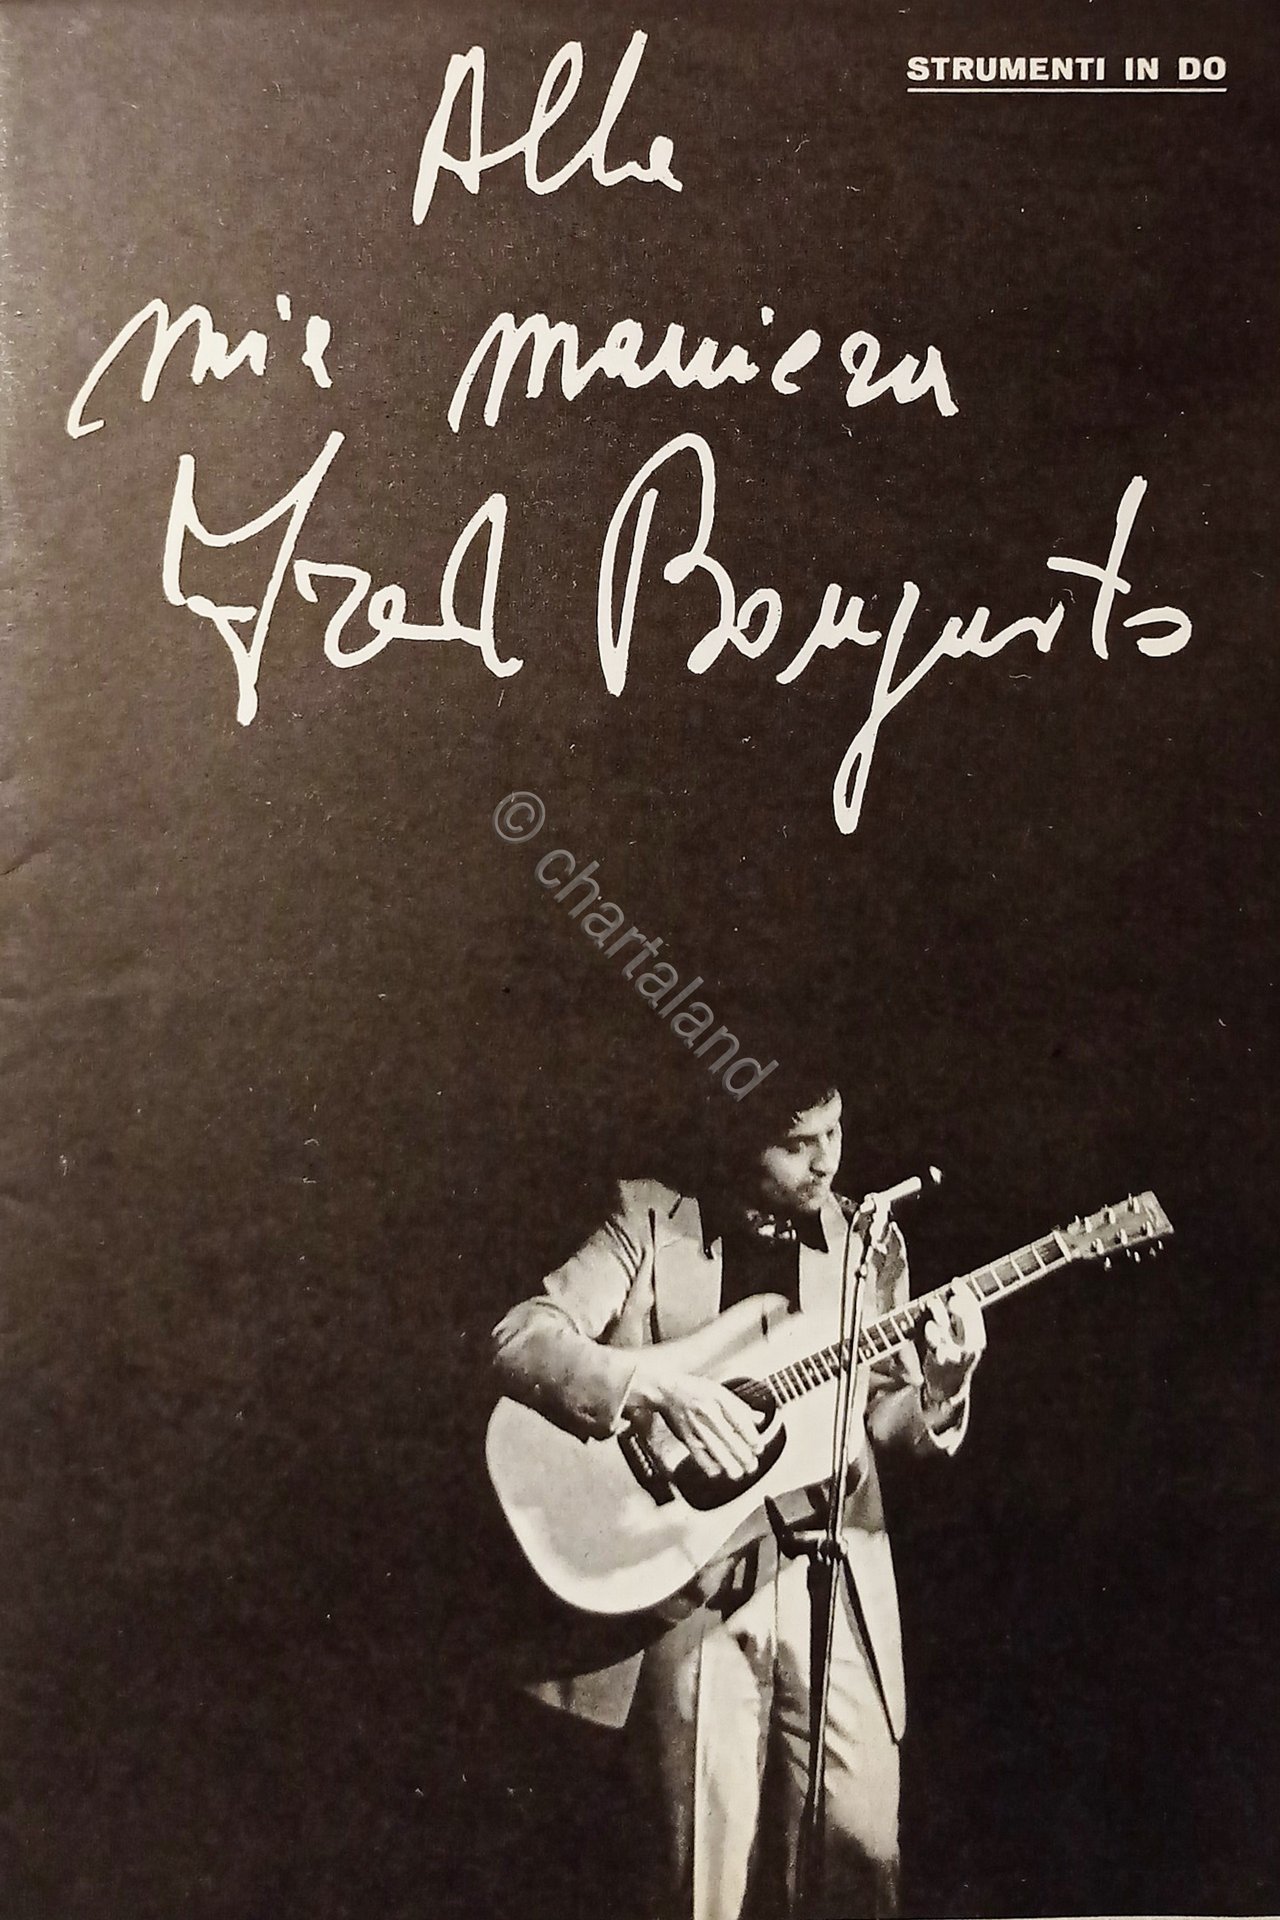 STRUMENTI IN DO
Alla
mia maniera
Fred Bongusto
© chartaland